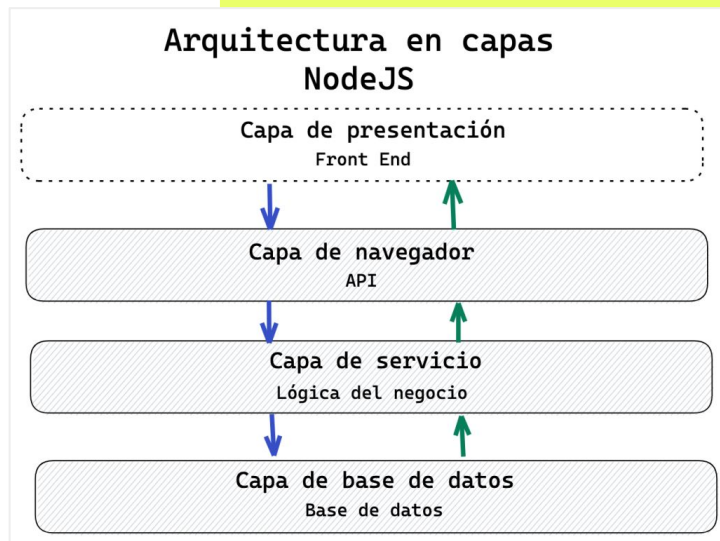 Arquitectura en capas
NodeJS
Capa de presentación
Front End
Capa de navegador
API
Capa de servicio
Lógica del negocio
Capa de base de datos
Base de datos